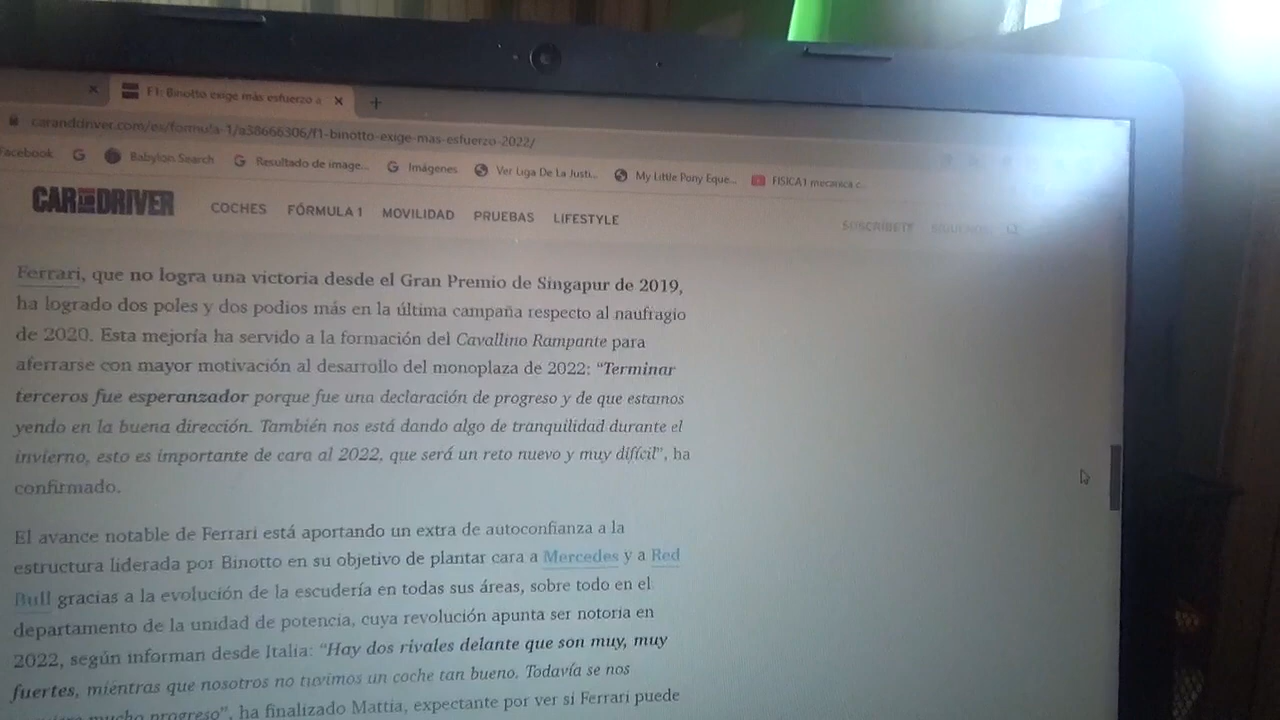 F1: Binotto exige más esfuerzo a
caranddriver.com/es/formula-1/a38666306/f1-binotto-exige-mas-esfuerzo-2022/
Facebook
Babylon Search
Resultado de image...
Imágenes
Ver Liga De La Justi...
My Little Pony Eque...
FISICA1 mecanica c...
CAR AND DRIVER
COCHES FÓRMULA 1 MOVILIDAD PRUEBAS LIFESTYLE
SUSCRÍBETE
Ferrari, que no logra una victoria desde el Gran Premio de Singapur de 2019,
ha logrado dos poles y dos podios más en la última campaña respecto al naufragio
de 2020. Esta mejoría ha servido a la formación del Cavallino Rampante para
aferrarse con mayor motivación al desarrollo del monoplaza de 2022: “Terminar
terceros fue esperanzador porque fue una declaración de progreso y de que estamos
yendo en la buena dirección. También nos está dando algo de tranquilidad durante el
invierno, esto es importante de cara al 2022, que será un reto nuevo y muy difícil”, ha
confirmado.
El avance notable de Ferrari está aportando un extra de autoconfianza a la
estructura liderada por Binotto en su objetivo de plantar cara a Mercedes y a Red
Bull gracias a la evolución de la escudería en todas sus áreas, sobre todo en el
departamento de la unidad de potencia, cuya revolución apunta ser notoria en
2022, según informan desde Italia: “Hay dos rivales delante que son muy, muy
fuertes, mientras que nosotros no tuvimos un coche tan bueno. Todavía se nos
mucho progreso”, ha finalizado Mattia, expectante por ver si Ferrari puede